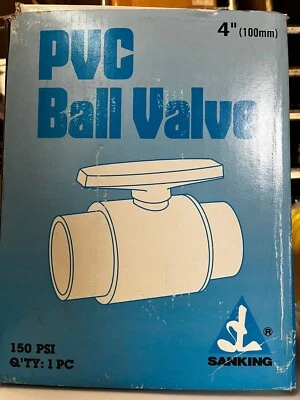 4" (100mm)
PVC
Ball Valve
150 PSI
Q'TY: 1 PC
®
SANKING